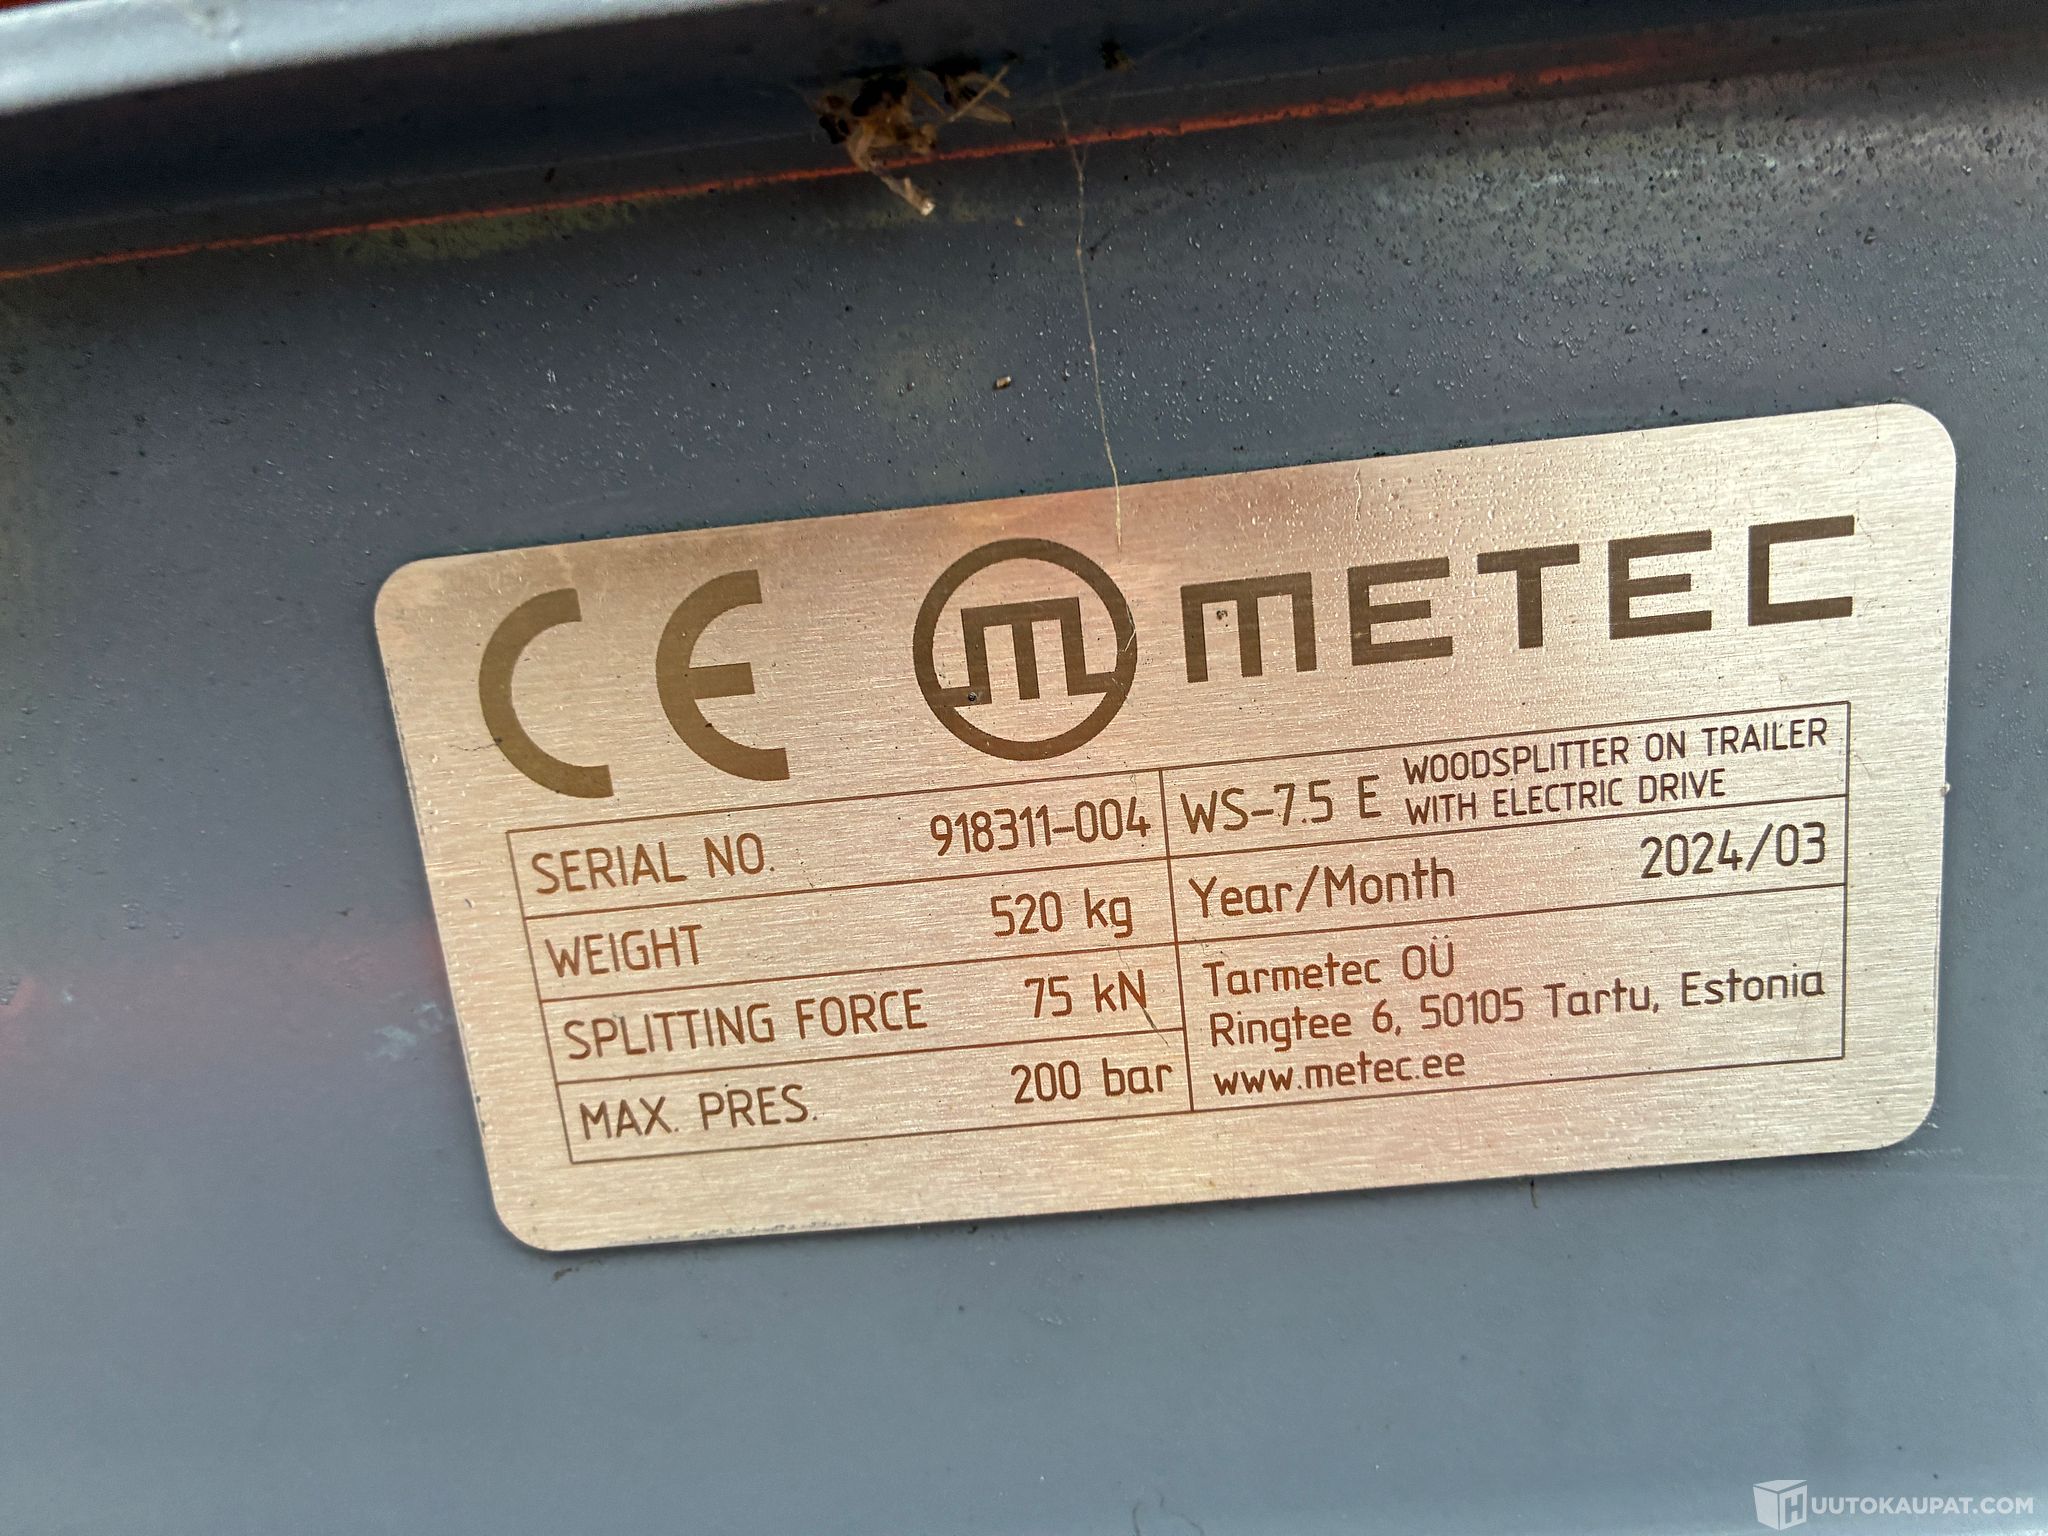 CE METEC
SERIAL NO. 918311-004
WS-7.5 E WOODSPLITTER ON TRAILER
WITH ELECTRIC DRIVE
WEIGHT 520 kg
Year/Month 2024/03
SPLITTING FORCE 75 kN
MAX. PRES. 200 bar
Tarmetec OÜ
Ringtee 6, 50105 Tartu, Estonia
www.metec.ee
HUUTOKAUPAT.COM